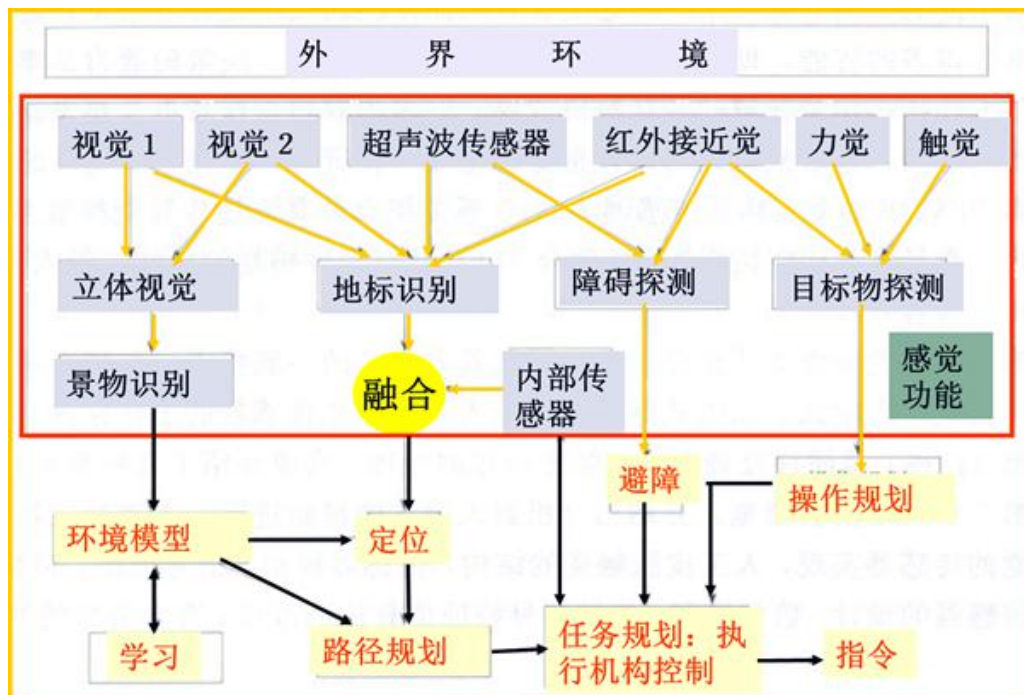 外 界 环 境
视觉1
视觉2
超声波传感器
红外接近觉
力觉
触觉
立体视觉
地标识别
障碍探测
目标物探测
景物识别
融合
内部传
感器
感觉
功能
避障
操作规划
环境模型
定位
学习
路径规划
任务规划：执
行机构控制
指令